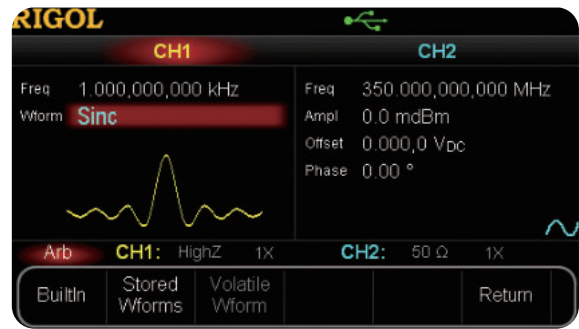 RIGOL
CH1 CH2
Freq 1.000,000,000 kHz
Wform Sinc
Freq 350.000,000,000 MHz
Ampl 0.0 mdBm
Offset 0.000,0 VDC
Phase 0.00 °
Arb CH1: HighZ 1X CH2: 50 Ω 1X
BuiltIn
Stored Wforms
Volatile Wform
Return